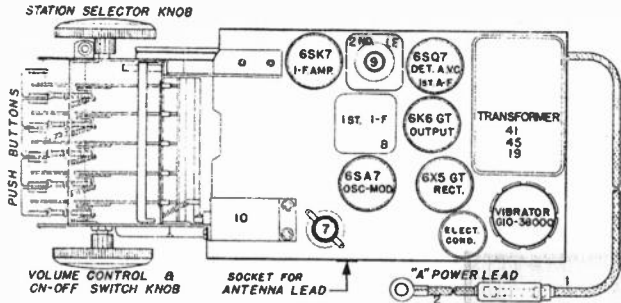 STATION SELECTOR KNOB
PUSH BUTTONS
L
6SK7
I-F AMP.
2ND. I.F.
9
6SQ7
DET. A.V.C.
1ST A-F
1ST. I-F
8
6K6 GT
OUTPUT
TRANSFORMER
41
45
19
6SA7
OSC-MOD
6X5 GT
RECT.
10
7
ELECT.
COND.
VIBRATOR
G10-38000
VOLUME CONTROL &
ON-OFF SWITCH KNOB
SOCKET FOR
ANTENNA LEAD
"A" POWER LEAD
2
1